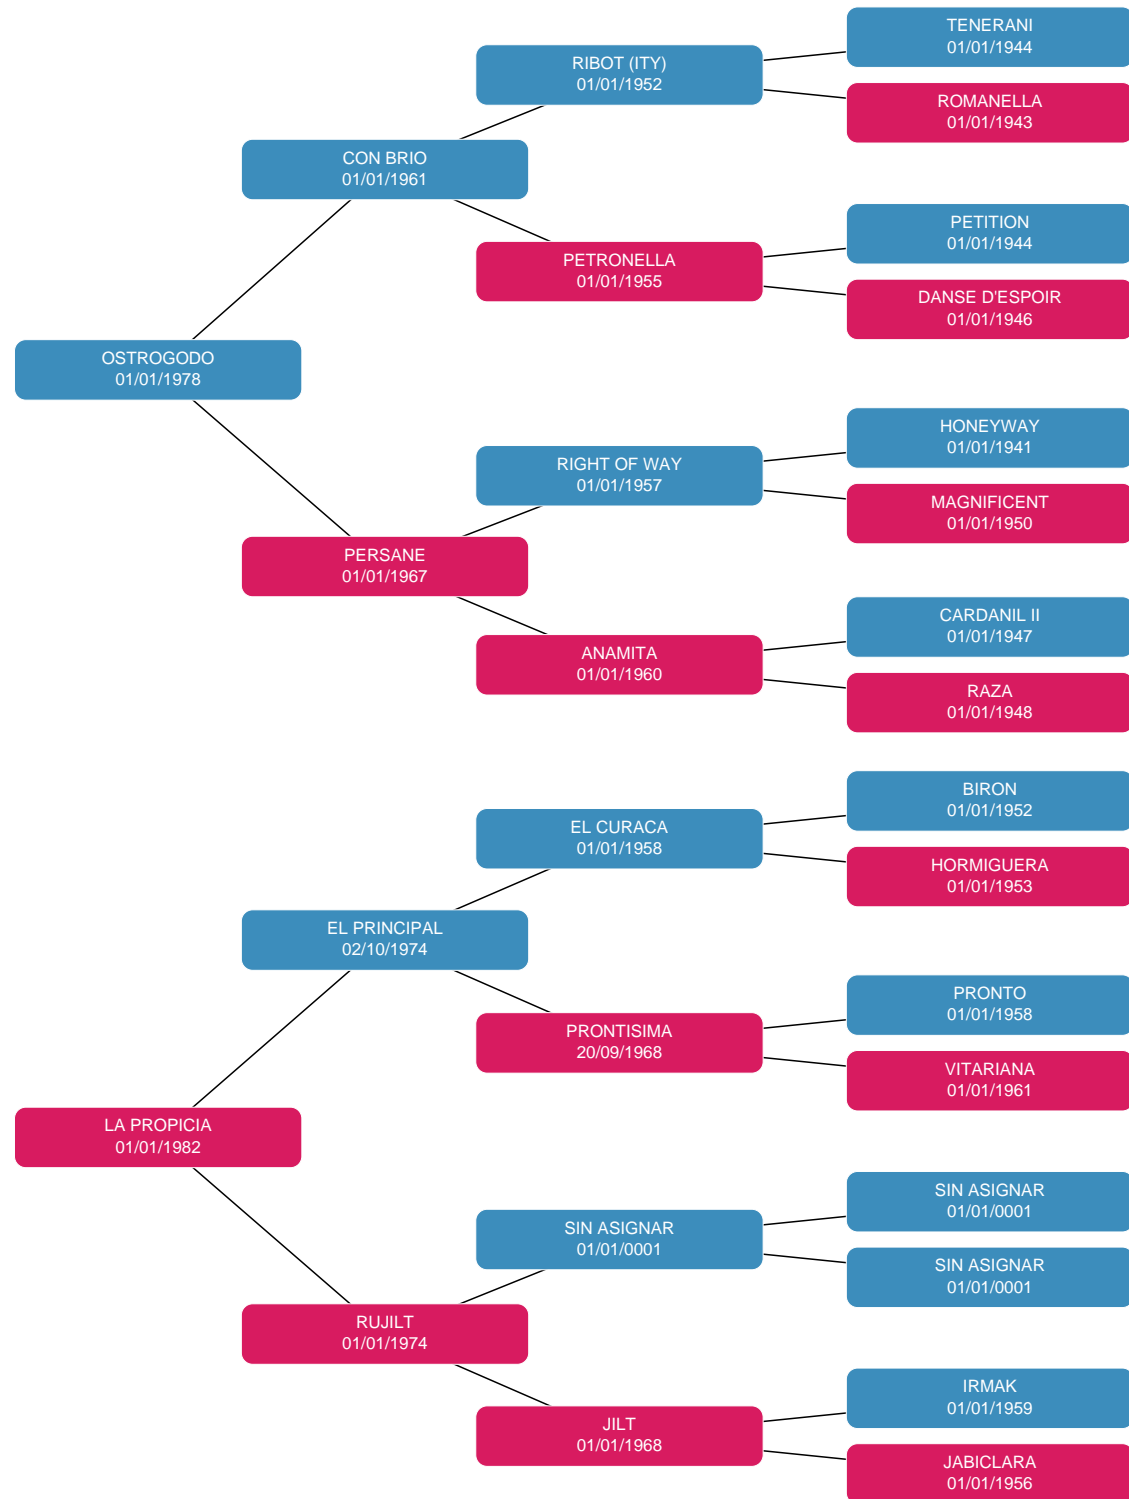 TENERANI
01/01/1944
RIBOT (ITY)
01/01/1952
ROMANELLA
01/01/1943
CON BRIO
01/01/1961
PETITION
01/01/1944
PETRONELLA
01/01/1955
DANSE D'ESPOIR
01/01/1946
OSTROGODO
01/01/1978
HONEYWAY
01/01/1941
RIGHT OF WAY
01/01/1957
MAGNIFICENT
01/01/1950
PERSANE
01/01/1967
CARDANIL II
01/01/1947
ANAMITA
01/01/1960
RAZA
01/01/1948
BIRON
01/01/1952
EL CURACA
01/01/1958
HORMIGUERA
01/01/1953
EL PRINCIPAL
02/10/1974
PRONTO
01/01/1958
PRONTISIMA
20/09/1968
VITARIANA
01/01/1961
LA PROPICIA
01/01/1982
SIN ASIGNAR
01/01/0001
SIN ASIGNAR
01/01/0001
SIN ASIGNAR
01/01/0001
RUJILT
01/01/1974
IRMAK
01/01/1959
JILT
01/01/1968
JABICLARA
01/01/1956